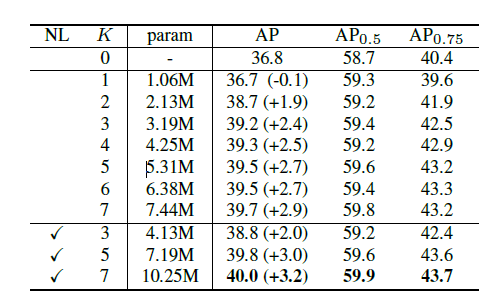 NL K param AP AP0.5 AP0.75
0 - 36.8 58.7 40.4
1 1.06M 36.7 (-0.1) 59.3 39.6
2 2.13M 38.7 (+1.9) 59.2 41.9
3 3.19M 39.2 (+2.4) 59.4 42.5
4 4.25M 39.3 (+2.5) 59.2 42.9
5 5.31M 39.5 (+2.7) 59.6 43.2
6 6.38M 39.5 (+2.7) 59.4 43.3
7 7.44M 39.7 (+2.9) 59.8 43.2
✓ 3 4.13M 38.8 (+2.0) 59.2 42.4
✓ 5 7.19M 39.8 (+3.0) 59.6 43.6
✓ 7 10.25M 40.0 (+3.2) 59.9 43.7